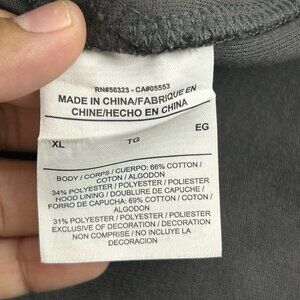 RN#56323 - CA#05553
MADE IN CHINA/FABRIQUÉ EN
CHINE/HECHO EN CHINA
XL TG EG
BODY / CORPS / CUERPO: 66% COTTON /
COTON / ALGODON
34% POLYESTER / POLYESTER / POLIESTER
HOOD LINING / DOUBLURE DE CAPUCHE /
FORRO DE CAPUCHA: 69% COTTON / COTON /
ALGODON
31% POLYESTER / POLYESTER / POLIESTER
EXCLUSIVE OF DECORATION / DECORATION
NON COMPRISE / NO INCLUYE LA
DECORACION